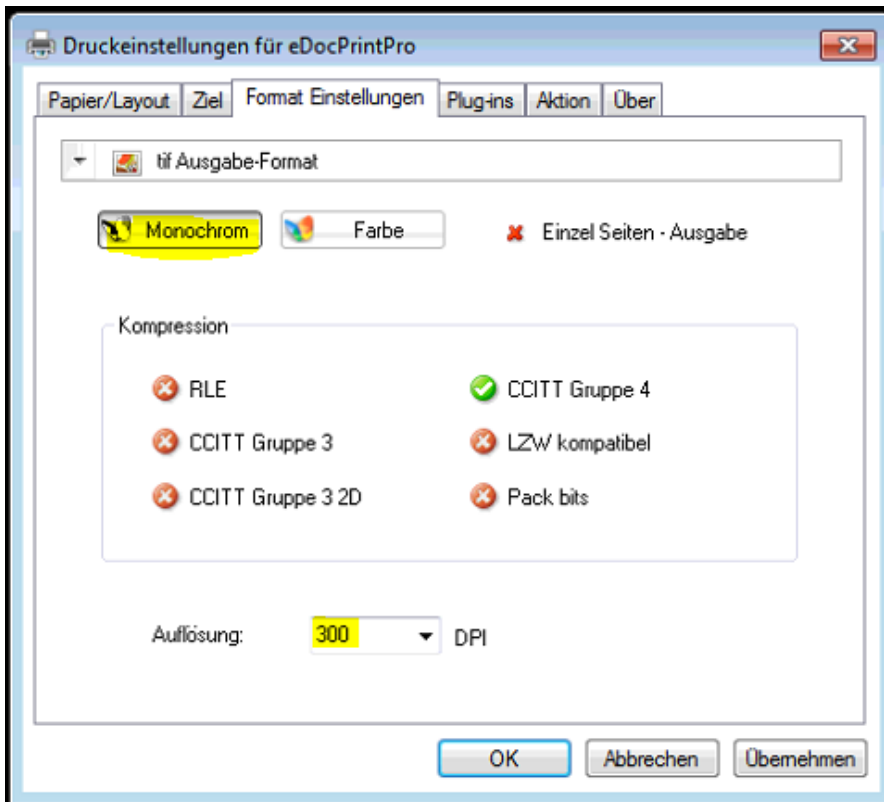 Druckeinstellungen für eDocPrintPro
Papier/Layout Ziel Format Einstellungen Plug-ins Aktion Über
tif Ausgabe-Format
Monochrom Farbe Einzel Seiten - Ausgabe
Kompression
RLE CCITT Gruppe 4
CCITT Gruppe 3 LZW kompatibel
CCITT Gruppe 3 2D Pack bits
Auflösung: 300 DPI
OK Abbrechen Übernehmen